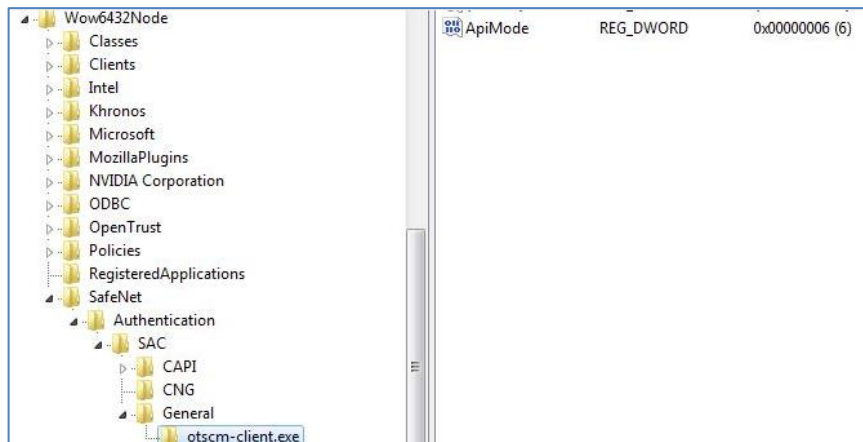 Wow6432Node
Classes
Clients
Intel
Khronos
Microsoft
MozillaPlugins
NVIDIA Corporation
ODBC
OpenTrust
Policies
RegisteredApplications
SafeNet
Authentication
SAC
CAPI
CNG
General
otscm-client.exe
ApiMode REG_DWORD 0x00000006 (6)